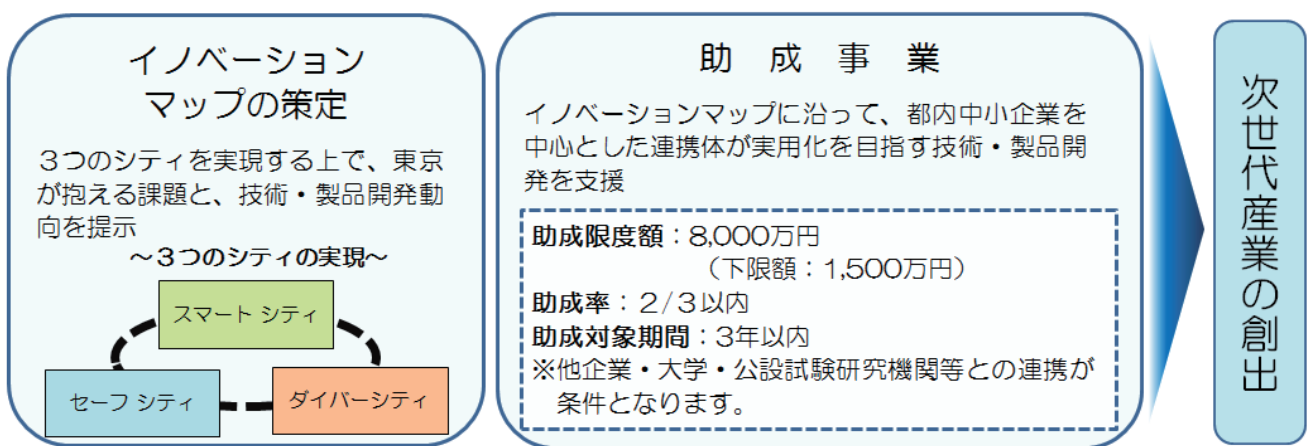 イノベーション
マップの策定
３つのシティを実現する上で、東京
が抱える課題と、技術・製品開発動
向を提示
～３つのシティの実現～
スマート シティ
セーフ シティ
ダイバーシティ
助 成 事 業
イノベーションマップに沿って、都内中小企業を
中心とした連携体が実用化を目指す技術・製品開
発を支援
助成限度額：8,000万円
（下限額：1,500万円）
助成率：２/３以内
助成対象期間：3年以内
※他企業・大学・公設試験研究機関等との連携が
条件となります。
次世代産業の創出